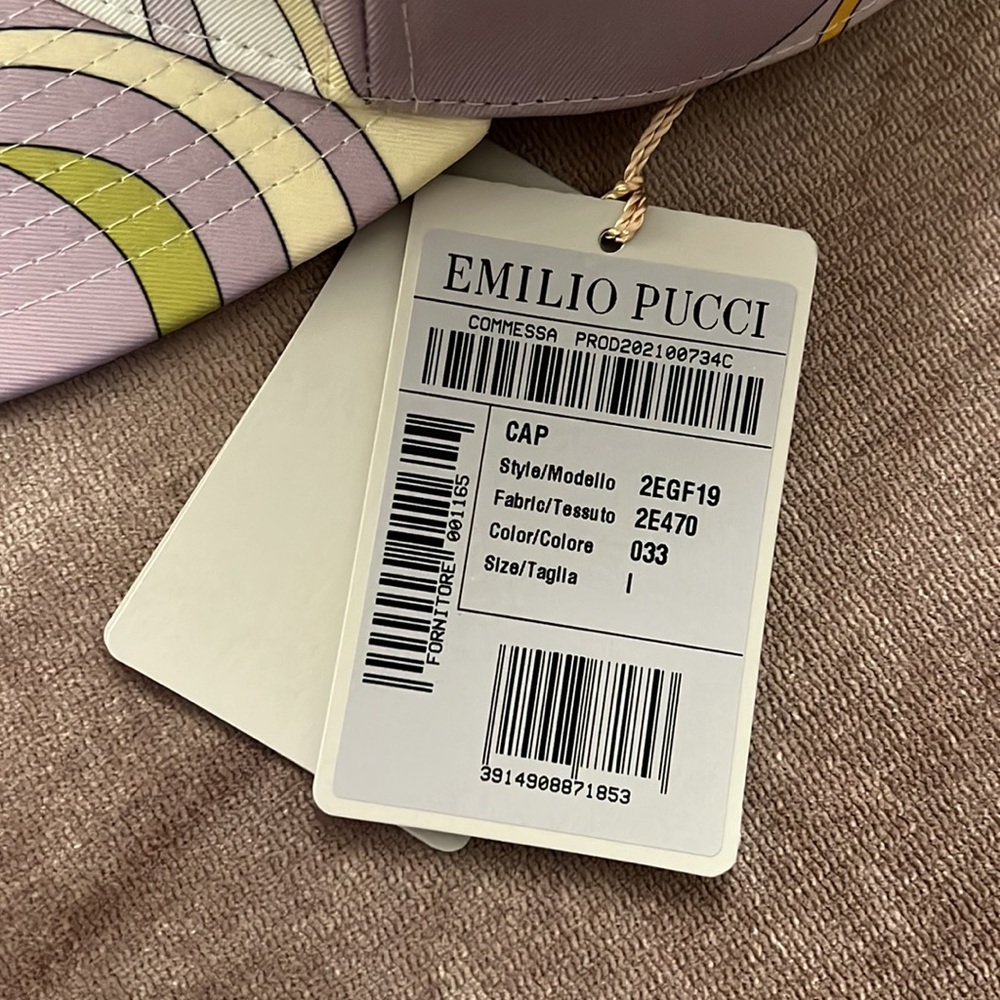 EMILIO PUCCI
COMMESSA PROD202100734C
CAP
Style/Modello 2EGF19
Fabric/Tessuto 2E470
Color/Colore 033
Size/Taglia I
FORNITORE 001165
3914908871853